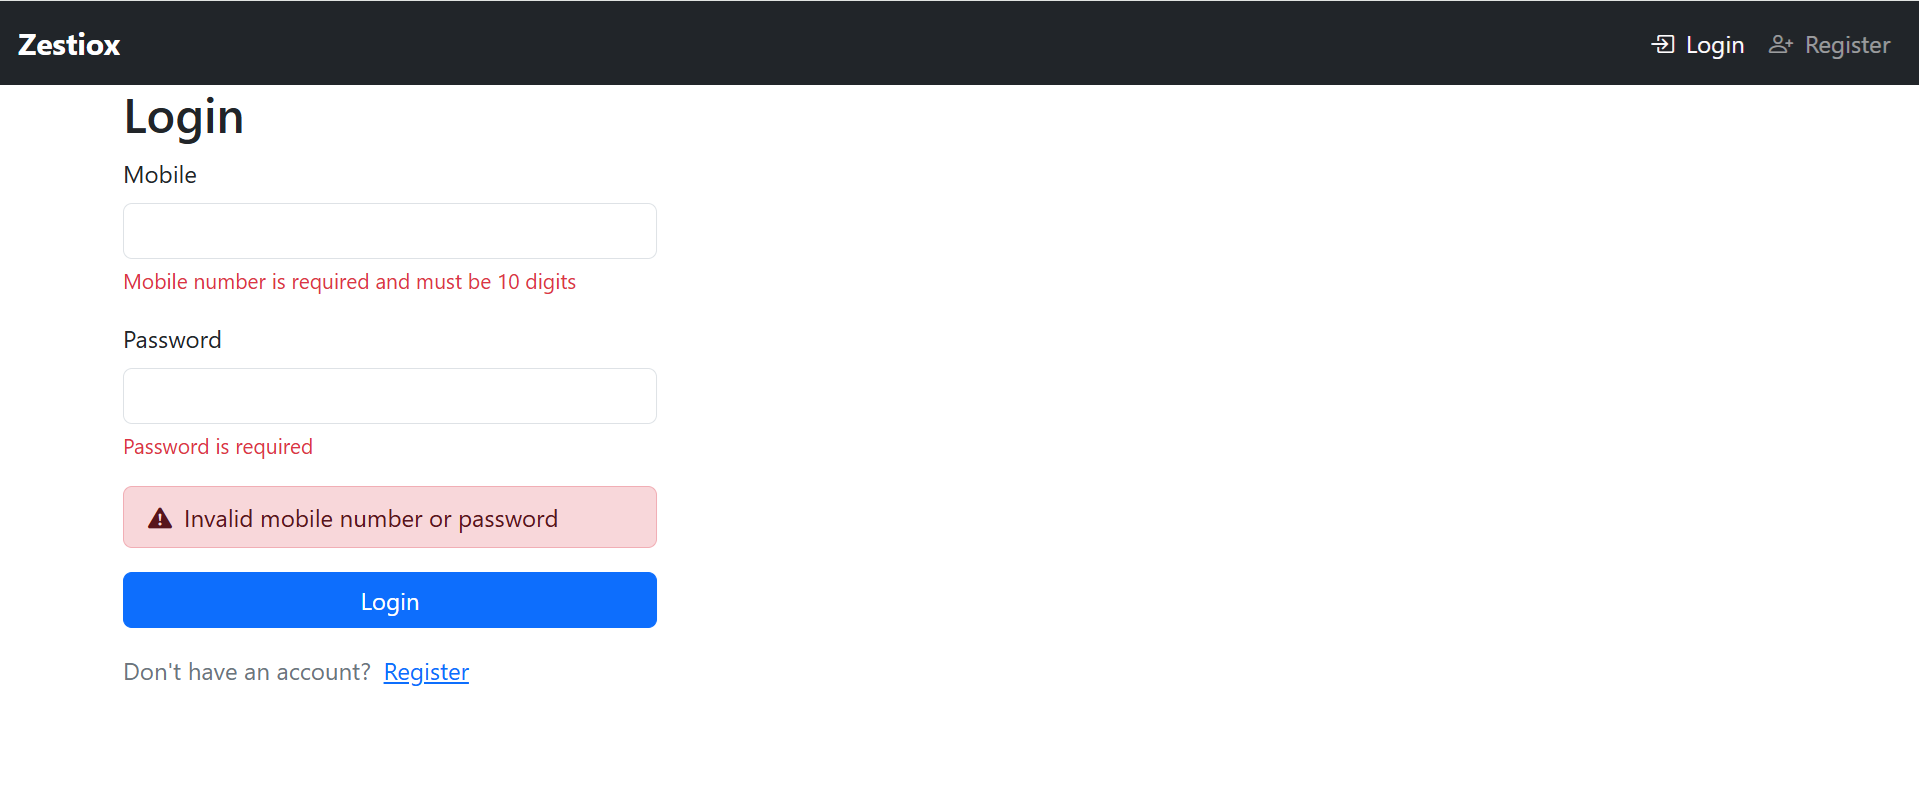 Zestiox
Login
Register
Login
Mobile
Mobile number is required and must be 10 digits
Password
Password is required
Invalid mobile number or password
Login
Don't have an account? Register